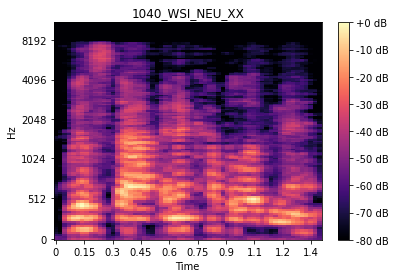 1040_WSI_NEU_XX
+0 dB
8192
-10 dB
4096
-20 dB
-30 dB
2048
Hz
-40 dB
1024
-50 dB
512
-60 dB
-70 dB
0
-80 dB
0 0.15 0.3 0.45 0.6 0.75 0.9 1.1 1.2 1.4
Time